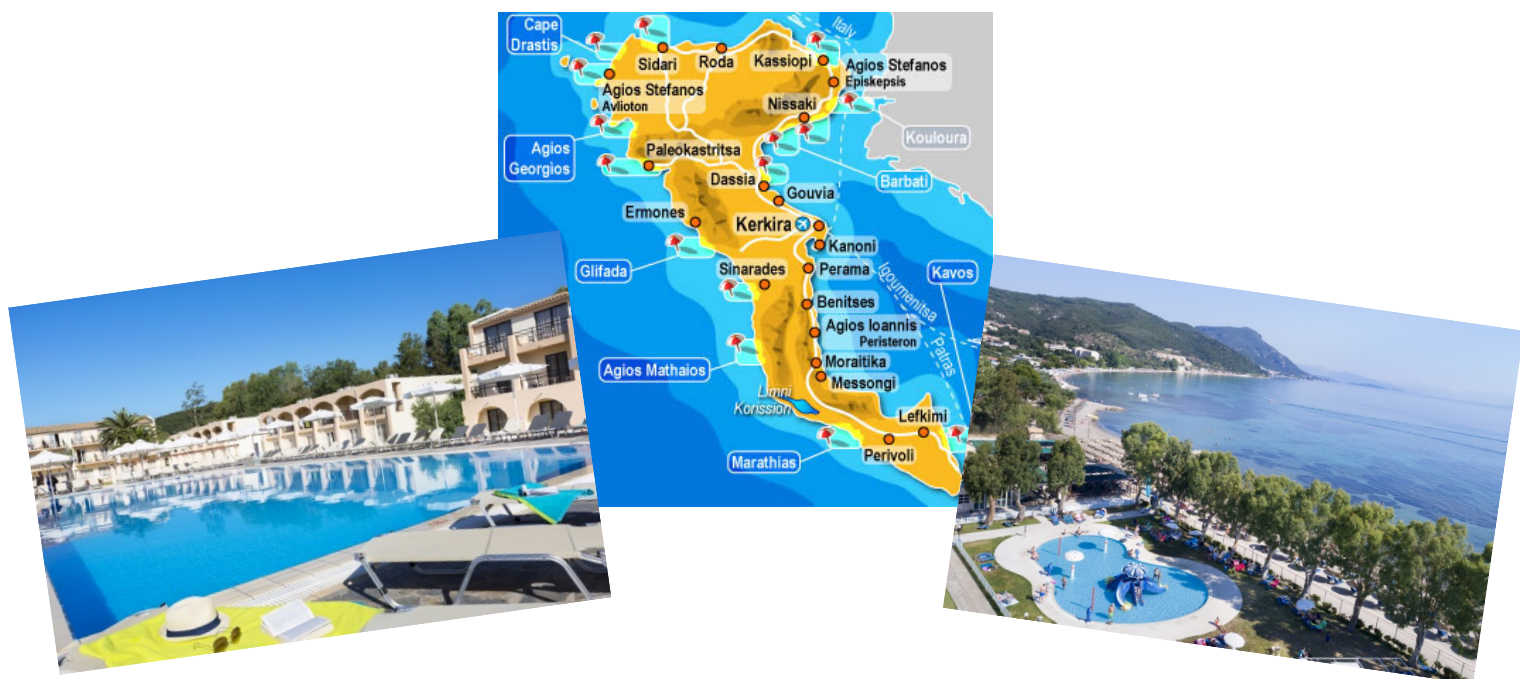 Cape
Drastis
Italy
Sidari
Roda
Kassiopi
Agios Stefanos
Episkepsis
Agios Stefanos
Avlioton
Nissaki
Kouloura
Agios
Georgios
Paleokastritsa
Barbati
Dassia
Gouvia
Ermones
Kerkira
Kanoni
Glifada
Sinarades
Perama
Igoumenitsa
Kavos
Benitses
Agios Ioannis
Peristeron
Patras
Agios Mathaios
Moraitika
Messongi
Limni
Korission
Lefkimi
Marathias
Perivoli